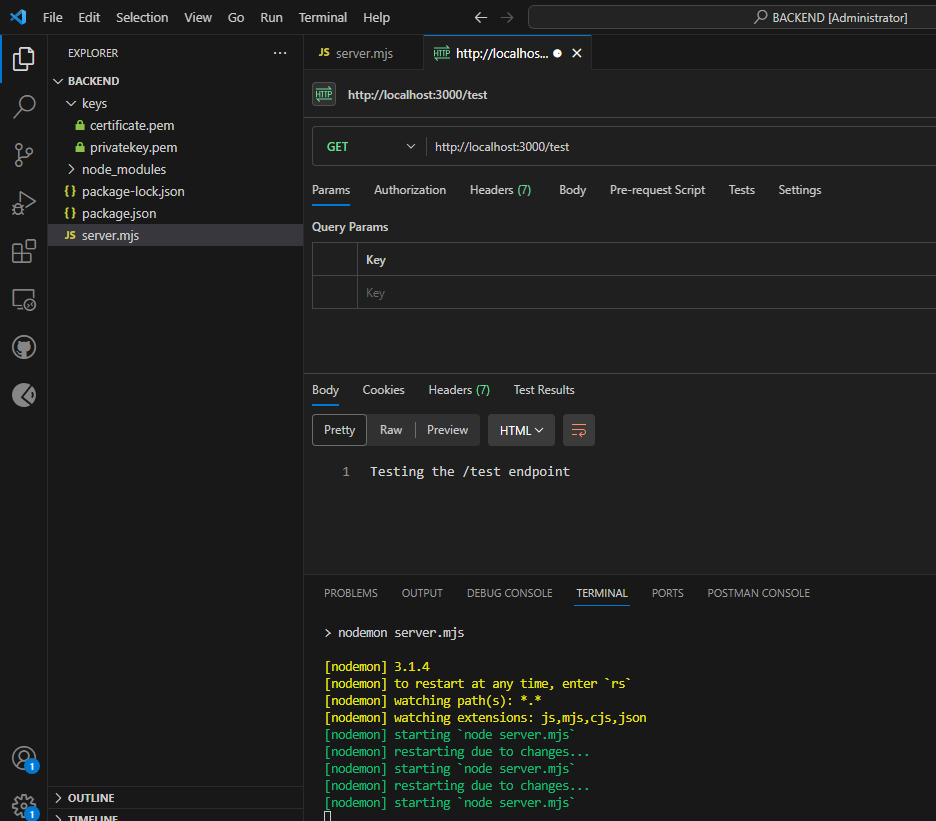 File Edit Selection View Go Run Terminal Help
BACKEND [Administrator]
EXPLORER
BACKEND
keys
certificate.pem
privatekey.pem
node_modules
{} package-lock.json
{} package.json
JS server.mjs
OUTLINE
TIMELINE
1
1
JS server.mjs
HTTP http://localhos...
HTTP http://localhost:3000/test
GET http://localhost:3000/test
Params Authorization Headers (7) Body Pre-request Script Tests Settings
Query Params
Key
Key
Body Cookies Headers (7) Test Results
Pretty Raw Preview HTML
1 Testing the /test endpoint
PROBLEMS OUTPUT DEBUG CONSOLE TERMINAL PORTS POSTMAN CONSOLE
> nodemon server.mjs
[nodemon] 3.1.4
[nodemon] to restart at any time, enter `rs`
[nodemon] watching path(s): *.*
[nodemon] watching extensions: js,mjs,cjs,json
[nodemon] starting `node server.mjs`
[nodemon] restarting due to changes...
[nodemon] starting `node server.mjs`
[nodemon] restarting due to changes...
[nodemon] starting `node server.mjs`